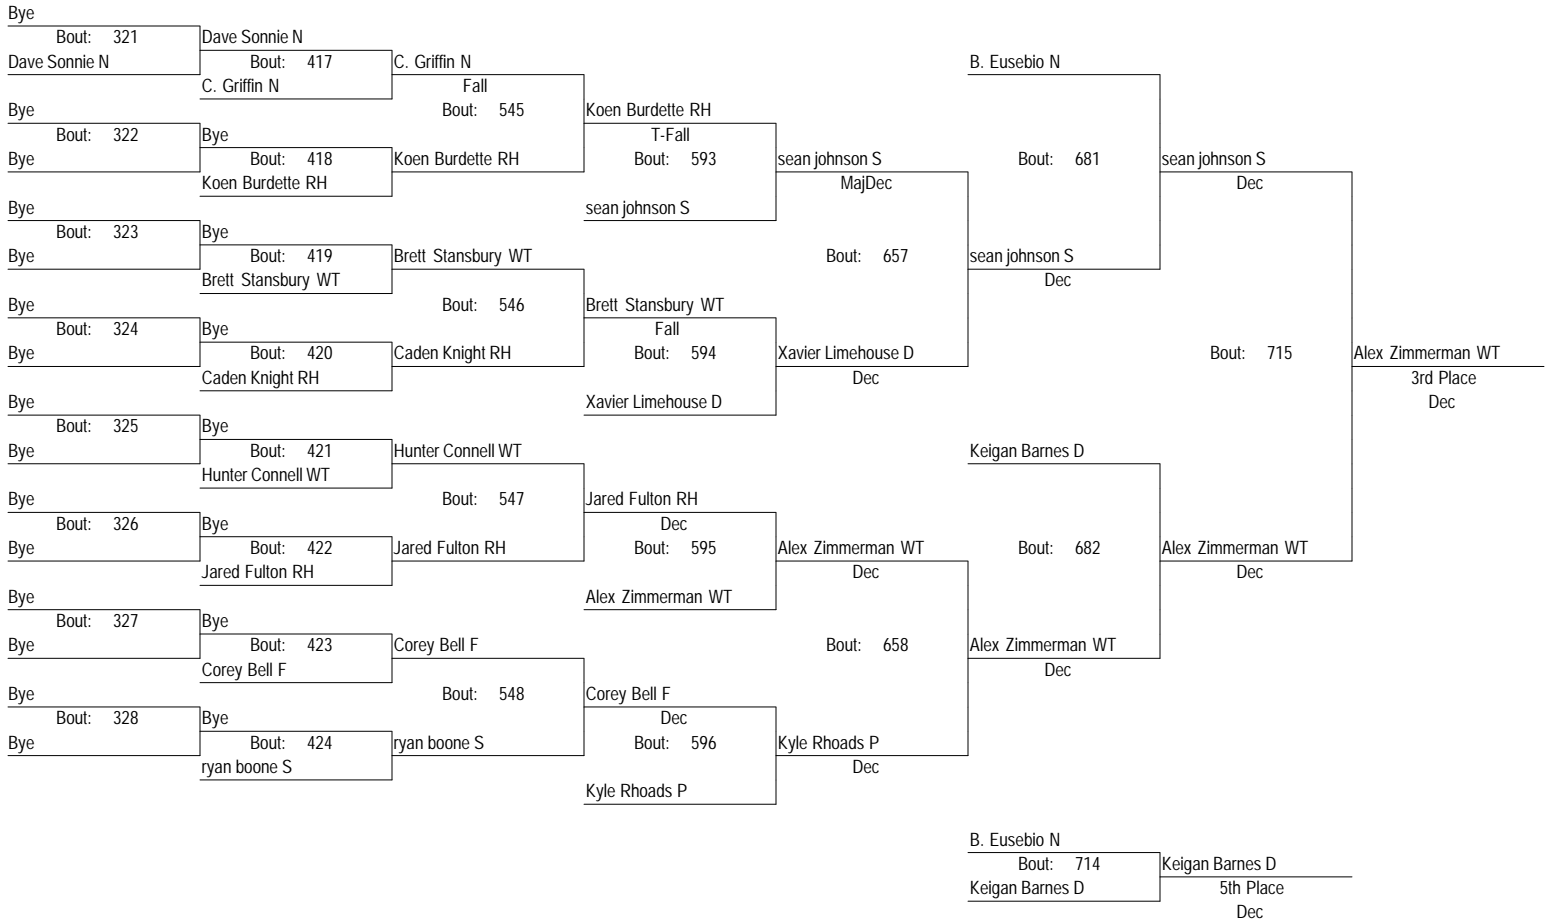 Bye
Bout: 321
Dave Sonnie N
Dave Sonnie N
Bout: 417
C. Griffin N
C. Griffin N
Fall
Bout: 545
Bye
Bout: 322
Bye
Bye
Bout: 418
Koen Burdette RH
Koen Burdette RH
Koen Burdette RH
T-Fall
Bout: 593
sean johnson S
sean johnson S
MajDec
Bye
Bout: 323
Bye
Bye
Bout: 419
Brett Stansbury WT
Brett Stansbury WT
Bout: 546
Bye
Bout: 324
Bye
Bye
Bout: 420
Caden Knight RH
Caden Knight RH
Brett Stansbury WT
Fall
Bout: 594
Xavier Limehouse D
Xavier Limehouse D
Dec
Bout: 657
B. Eusebio N
Bout: 681
sean johnson S
Dec
sean johnson S
Dec
Bye
Bout: 325
Bye
Bye
Bout: 421
Hunter Connell WT
Hunter Connell WT
Bout: 547
Bye
Bout: 326
Bye
Bye
Bout: 422
Jared Fulton RH
Jared Fulton RH
Jared Fulton RH
Dec
Bout: 595
Alex Zimmerman WT
Alex Zimmerman WT
Dec
Bye
Bout: 327
Bye
Bye
Bout: 423
Corey Bell F
Corey Bell F
Bout: 548
Bye
Bout: 328
Bye
Bye
Bout: 424
ryan boone S
ryan boone S
Corey Bell F
Dec
Bout: 596
Kyle Rhoads P
Kyle Rhoads P
Dec
Bout: 658
Keigan Barnes D
Bout: 682
Alex Zimmerman WT
Dec
Alex Zimmerman WT
Dec
Bout: 715
Alex Zimmerman WT
3rd Place
Dec
B. Eusebio N
Bout: 714
Keigan Barnes D
Keigan Barnes D
5th Place
Dec